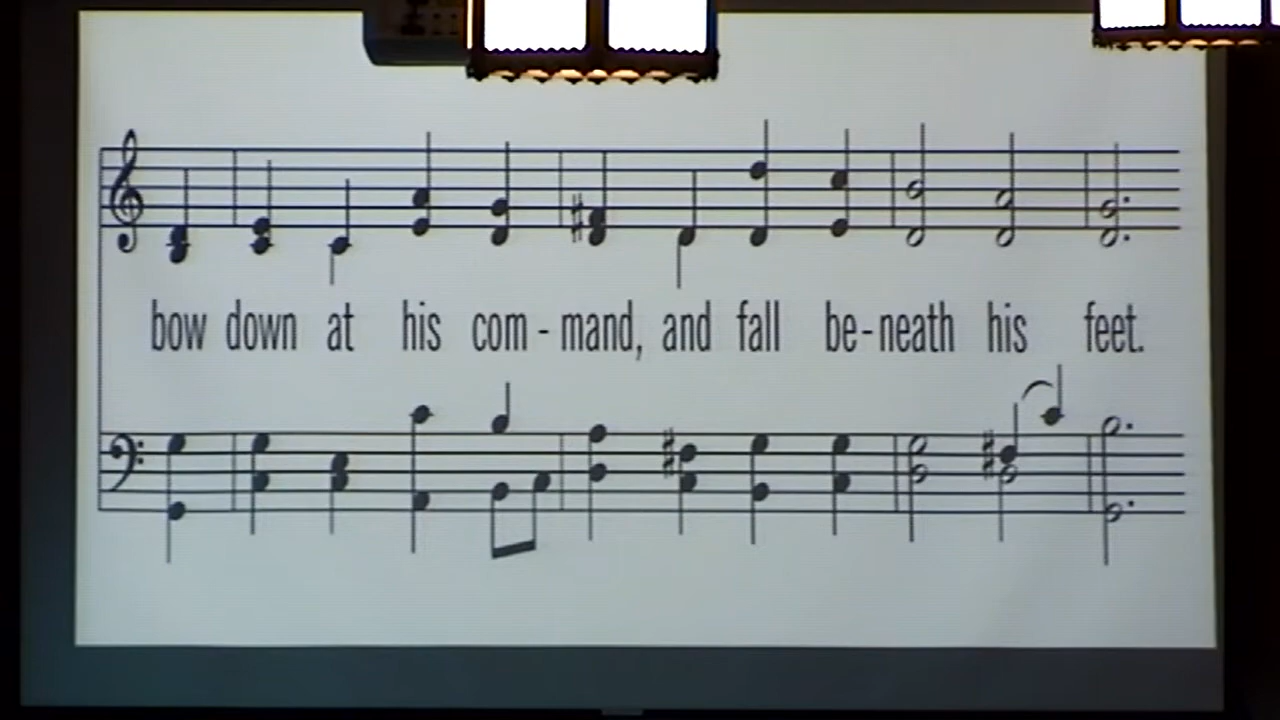 bow down at his com - mand, and fall be - neath his feet.